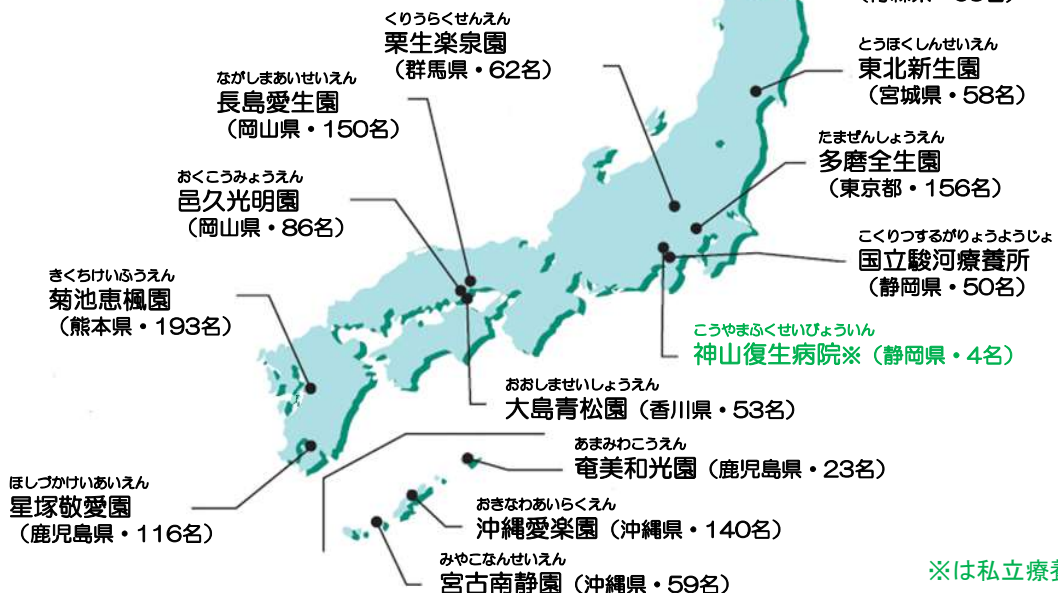 くりうらくせんえん
栗生楽泉園
（群馬県・62名）
とうほくしんせいえん
東北新生園
（宮城県・58名）
ながしまあいせいえん
長島愛生園
（岡山県・150名）
たまぜんしょうえん
多磨全生園
（東京都・156名）
おくこうみょうえん
邑久光明園
（岡山県・86名）
こくりつするがりょうようじょ
国立駿河療養所
（静岡県・50名）
きくちけいふうえん
菊池恵楓園
（熊本県・193名）
こうやまふくせいびょういん
神山復生病院※（静岡県・4名）
おおしませいしょうえん
大島青松園（香川県・53名）
あまみわこうえん
奄美和光園（鹿児島県・23名）
ほしづかけいあいえん
星塚敬愛園
（鹿児島県・116名）
おきなわあいらくえん
沖縄愛楽園（沖縄県・140名）
みやこなんせいえん
宮古南静園（沖縄県・59名）
※は私立療